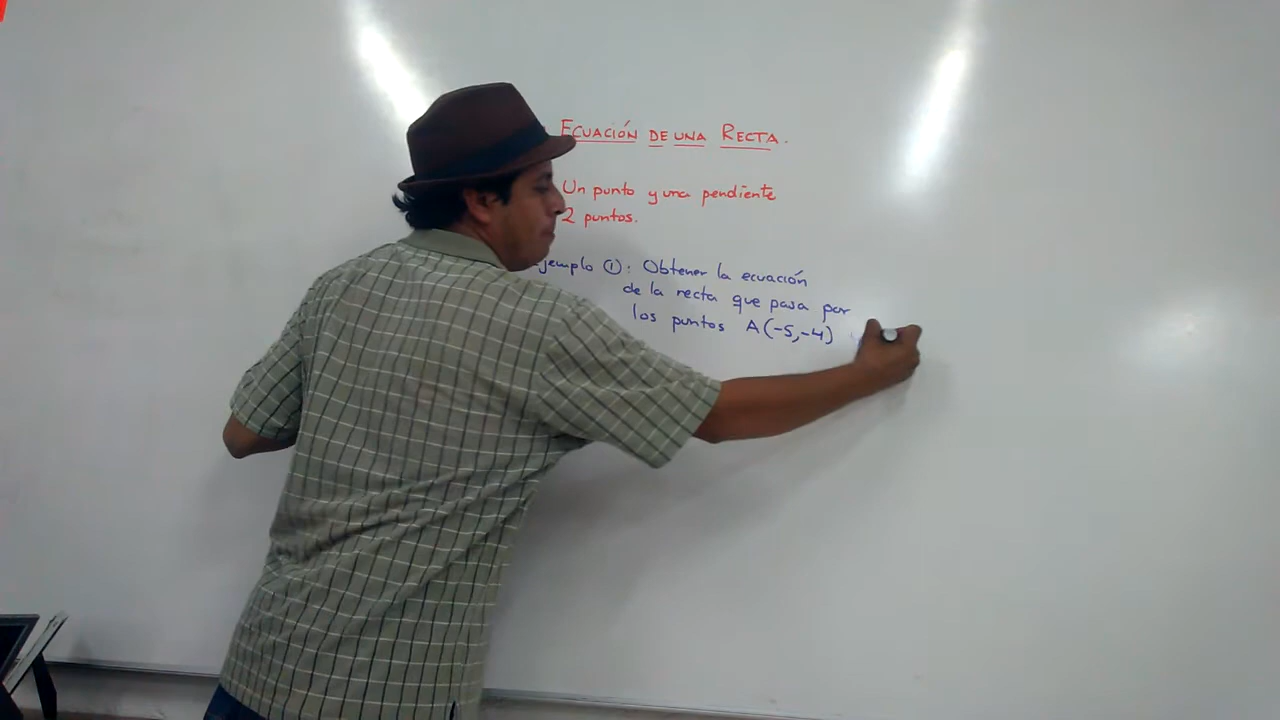 ECUACIÓN DE UNA RECTA.
Un punto y una pendiente
2 puntos.
Ejemplo ①: Obtener la ecuación
de la recta que pasa por
los puntos A(-5,-4)